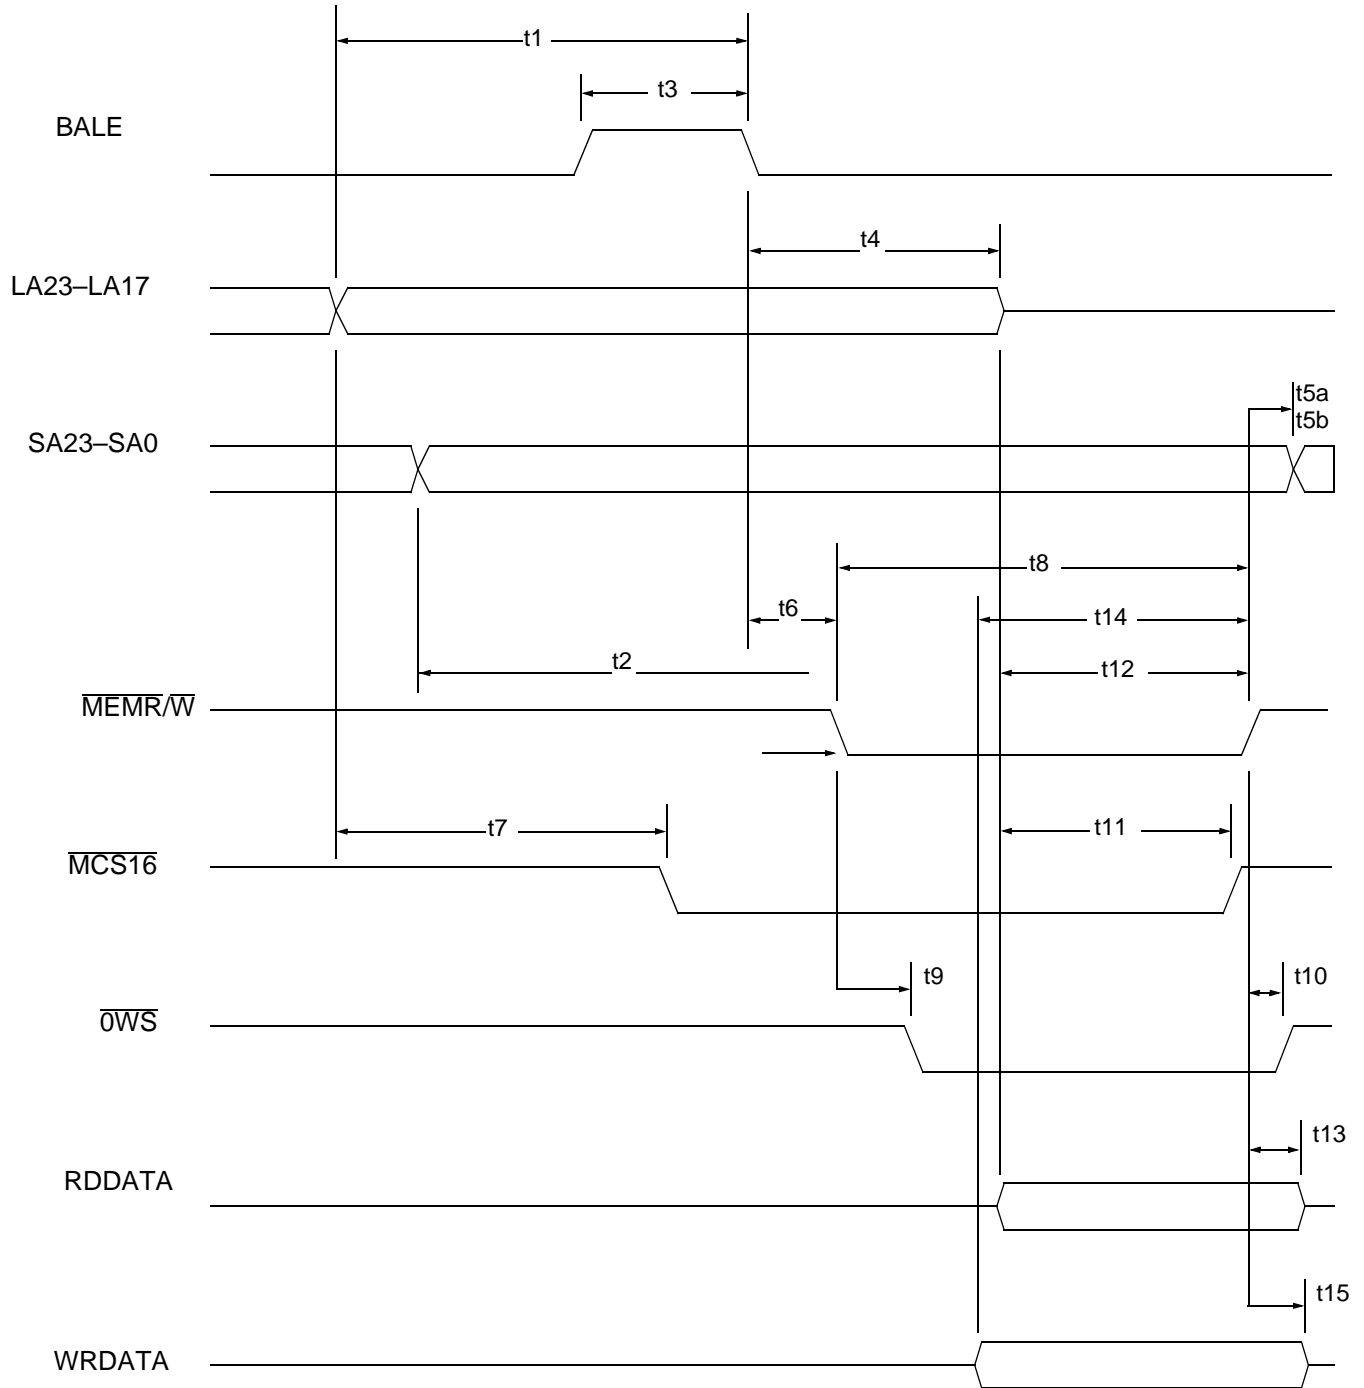 t1
t3
BALE
t4
LA23–LA17
t5a
t5b
SA23–SA0
t8
t6
t14
t2
t12
MEMR/W
t7
t11
MCS16
t9
t10
0WS
t13
RDDATA
t15
WRDATA